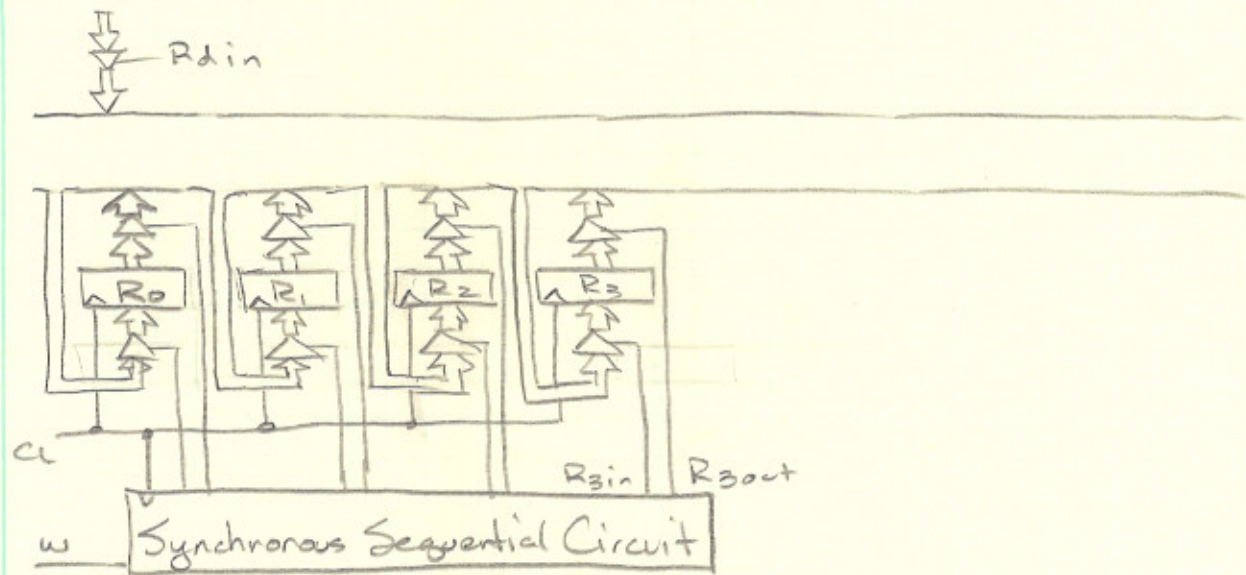 Rdin
R0 R1 R2 R3
CL
R3in R3out
w Synchronous Sequential Circuit